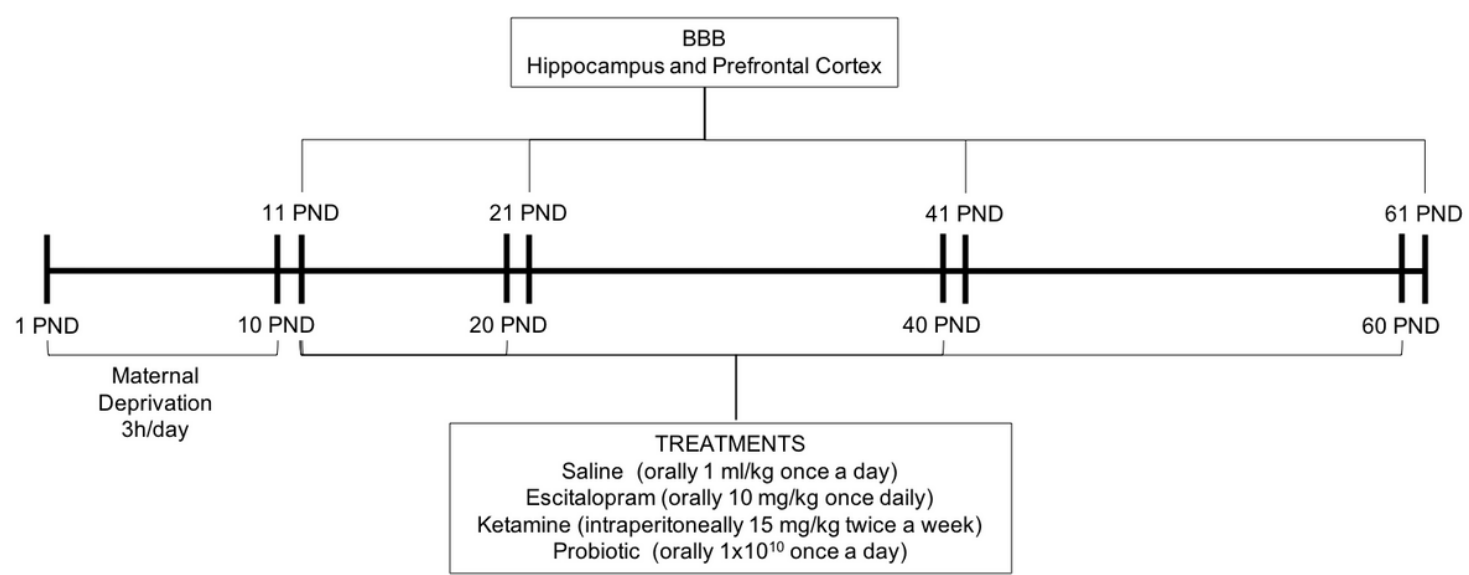 BBB
Hippocampus and Prefrontal Cortex
11 PND
21 PND
41 PND
61 PND
1 PND
10 PND
20 PND
40 PND
60 PND
Maternal
Deprivation
3h/day
TREATMENTS
Saline (orally 1 ml/kg once a day)
Escitalopram (orally 10 mg/kg once daily)
Ketamine (intraperitoneally 15 mg/kg twice a week)
Probiotic (orally 1x10¹⁰ once a day)